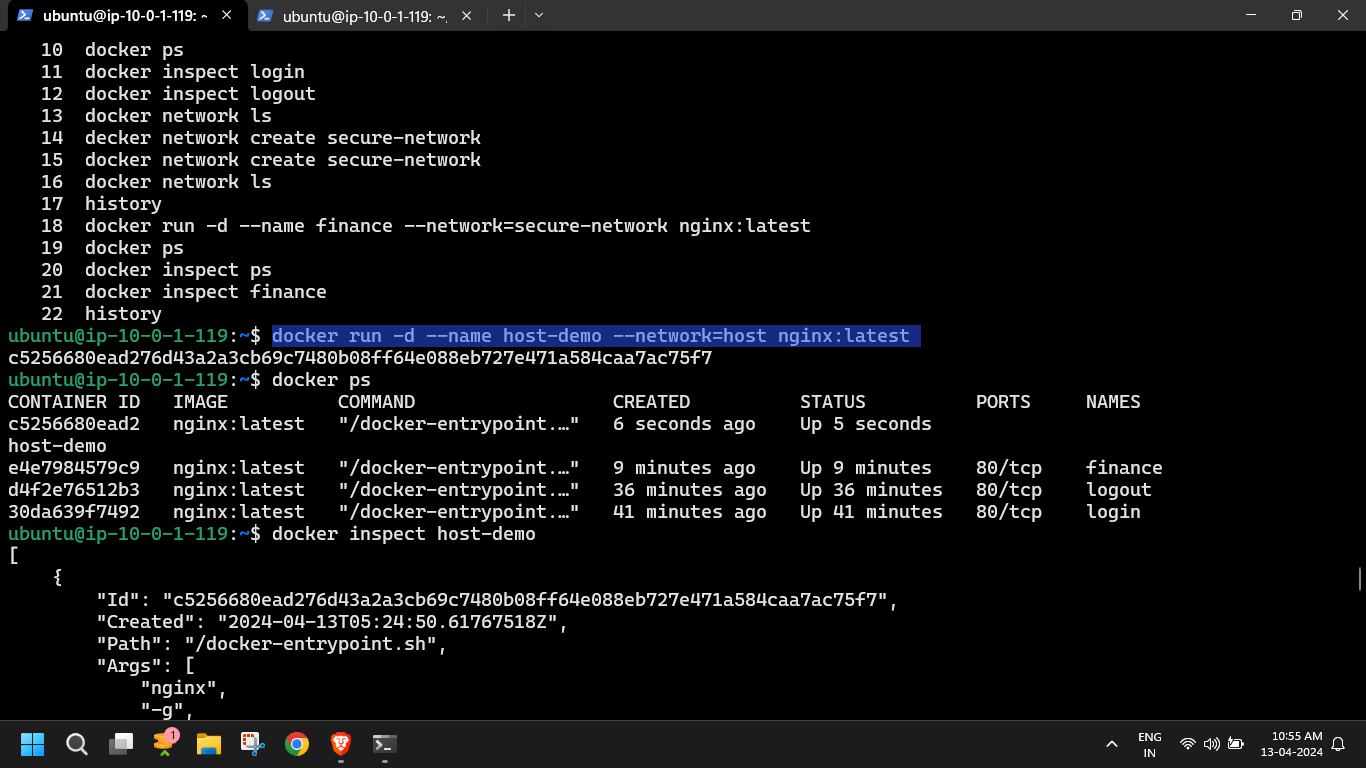 ubuntu@ip-10-0-1-119: ~
ubuntu@ip-10-0-1-119: ~.
10 docker ps
11 docker inspect login
12 docker inspect logout
13 docker network ls
14 decker network create secure-network
15 docker network create secure-network
16 docker network ls
17 history
18 docker run -d --name finance --network=secure-network nginx:latest
19 docker ps
20 docker inspect ps
21 docker inspect finance
22 history
ubuntu@ip-10-0-1-119:~$ docker run -d --name host-demo --network=host nginx:latest
c5256680ead276d43a2a3cb69c7480b08ff64e088eb727e471a584caa7ac75f7
ubuntu@ip-10-0-1-119:~$ docker ps
CONTAINER ID IMAGE COMMAND CREATED STATUS PORTS NAMES
c5256680ead2 nginx:latest "/docker-entrypoint.…" 6 seconds ago Up 5 seconds
host-demo
e4e7984579c9 nginx:latest "/docker-entrypoint.…" 9 minutes ago Up 9 minutes 80/tcp finance
d4f2e76512b3 nginx:latest "/docker-entrypoint.…" 36 minutes ago Up 36 minutes 80/tcp logout
30da639f7492 nginx:latest "/docker-entrypoint.…" 41 minutes ago Up 41 minutes 80/tcp login
ubuntu@ip-10-0-1-119:~$ docker inspect host-demo
[
{
"Id": "c5256680ead276d43a2a3cb69c7480b08ff64e088eb727e471a584caa7ac75f7",
"Created": "2024-04-13T05:24:50.61767518Z",
"Path": "/docker-entrypoint.sh",
"Args": [
"nginx",
"-g",
1
ENG
IN
10:55 AM
13-04-2024